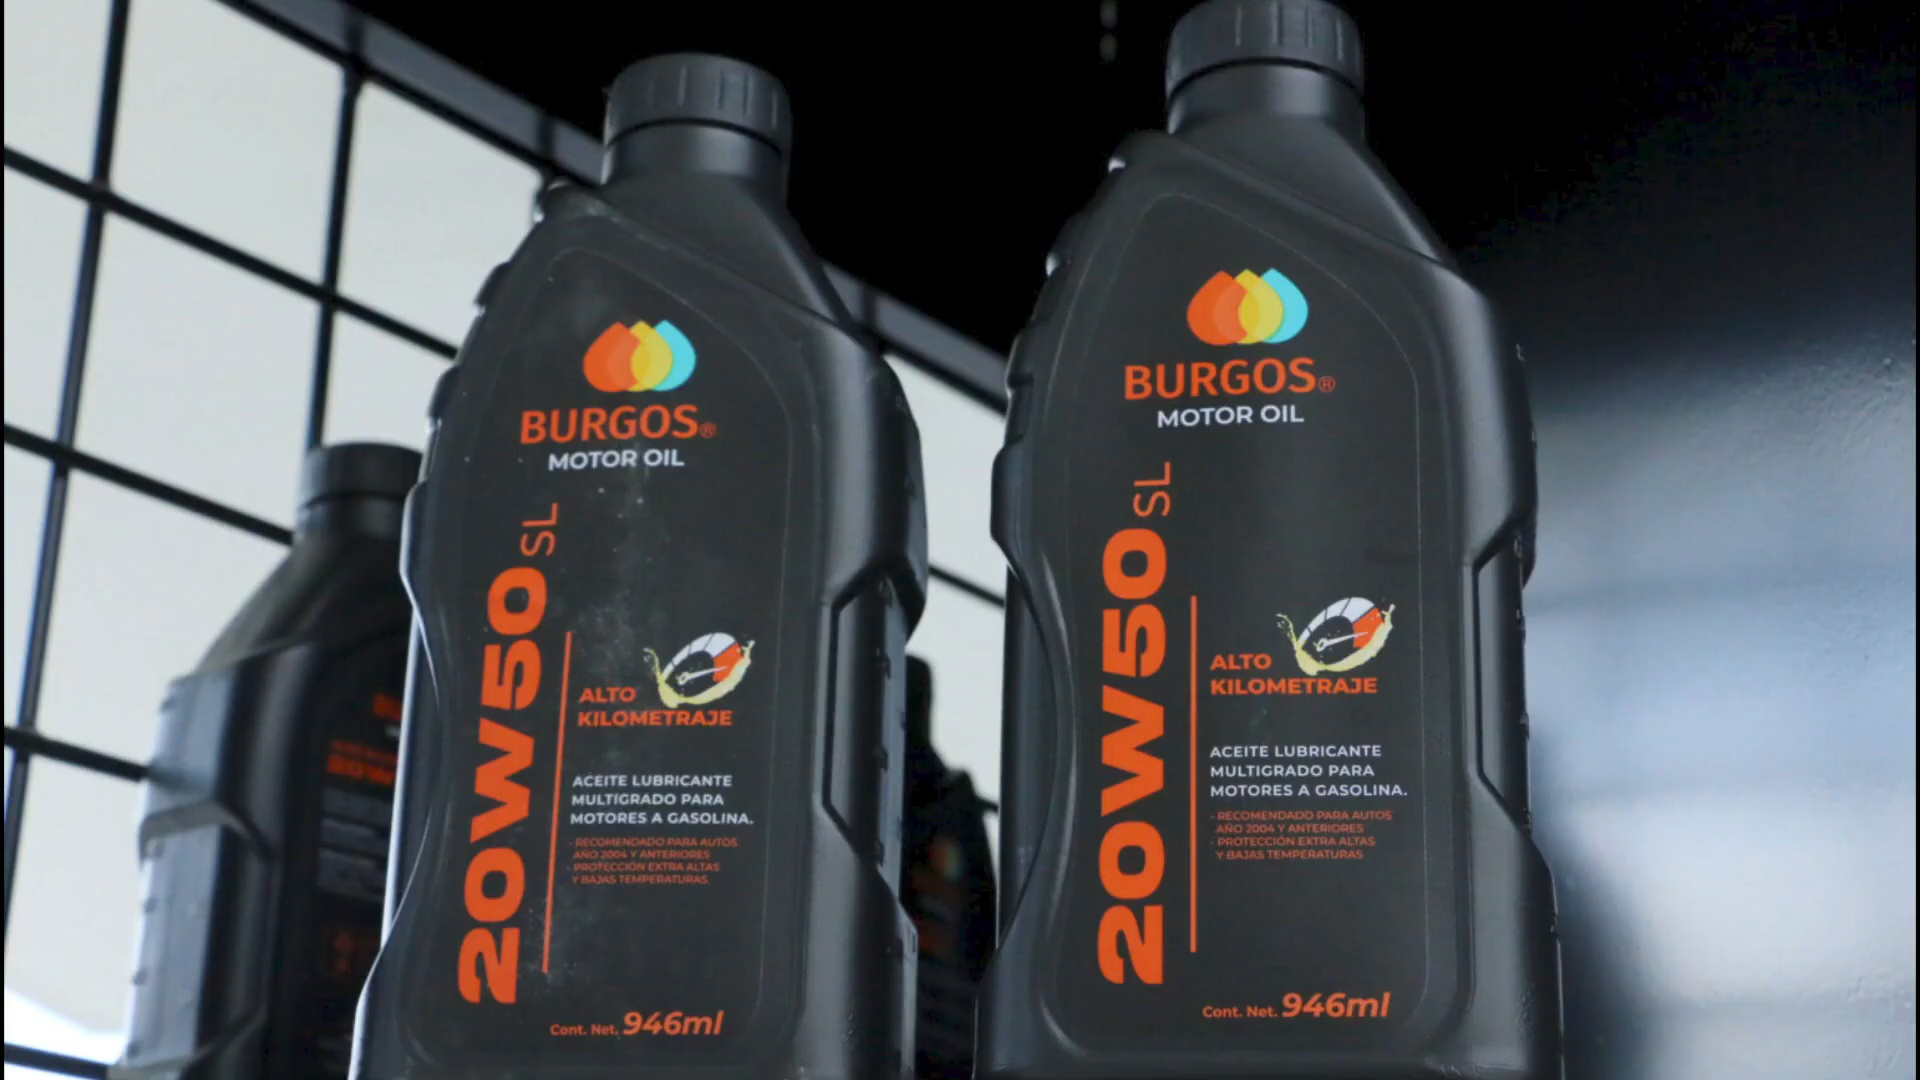 BURGOS®
MOTOR OIL
20W50 SL
ALTO
KILOMETRAJE
ACEITE LUBRICANTE
MULTIGRADO PARA
MOTORES A GASOLINA.
- RECOMENDADO PARA AUTOS
AÑO 2004 Y ANTERIORES
- PROTECCIÓN EXTRA ALTAS
Y BAJAS TEMPERATURAS
Cont. Net. 946ml
BURGOS®
MOTOR OIL
20W50 SL
ALTO
KILOMETRAJE
ACEITE LUBRICANTE
MULTIGRADO PARA
MOTORES A GASOLINA.
- RECOMENDADO PARA AUTOS
AÑO 2004 Y ANTERIORES
- PROTECCIÓN EXTRA ALTAS
Y BAJAS TEMPERATURAS
Cont. Net. 946ml